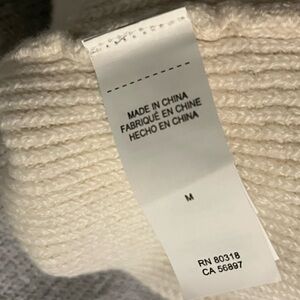 MADE IN CHINA
FABRIQUÉ EN CHINE
HECHO EN CHINA
M
RN 80318
CA 56897